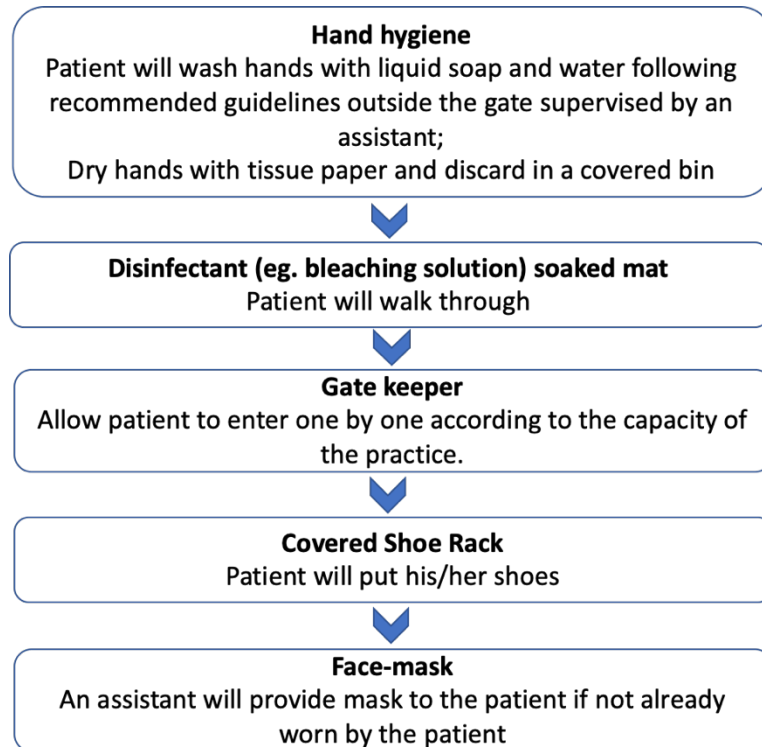 Hand hygiene
Patient will wash hands with liquid soap and water following
recommended guidelines outside the gate supervised by an
assistant;
Dry hands with tissue paper and discard in a covered bin
Disinfectant (eg. bleaching solution) soaked mat
Patient will walk through
Gate keeper
Allow patient to enter one by one according to the capacity of
the practice.
Covered Shoe Rack
Patient will put his/her shoes
Face-mask
An assistant will provide mask to the patient if not already
worn by the patient